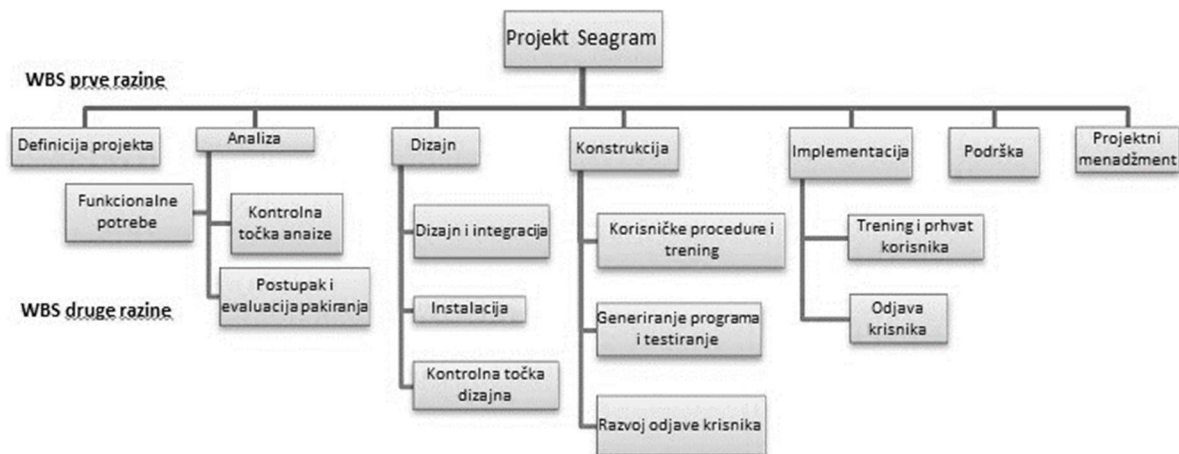 Projekt Seagram
WBS prve razine
Definicija projekta
Analiza
Dizajn
Konstrukcija
Implementacija
Podrška
Projektni
menadžment
Funkcionalne
potrebe
Kontrolna
točka anaize
Postupak i
evaluacija pakiranja
Dizajn i integracija
Instalacija
Kontrolna točka
dizajna
Korisničke procedure i
trening
Generiranje programa
i testiranje
Razvoj odjave krisnika
Trening i prhvat
korisnika
Odjava
krisnika
WBS druge razine